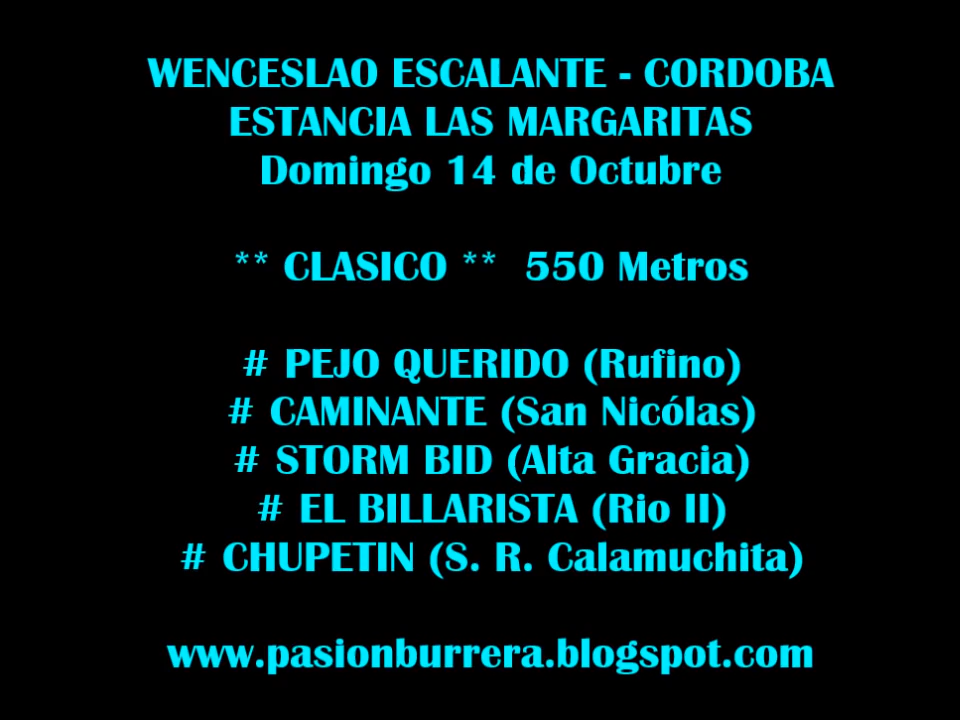 WENCESLAO ESCALANTE - CORDOBA
ESTANCIA LAS MARGARITAS
Domingo 14 de Octubre
** CLASICO ** 550 Metros
# PEJO QUERIDO (Rufino)
# CAMINANTE (San Nicólas)
# STORM BID (Alta Gracia)
# EL BILLARISTA (Rio II)
# CHUPETIN (S. R. Calamuchita)
www.pasionburrera.blogspot.com